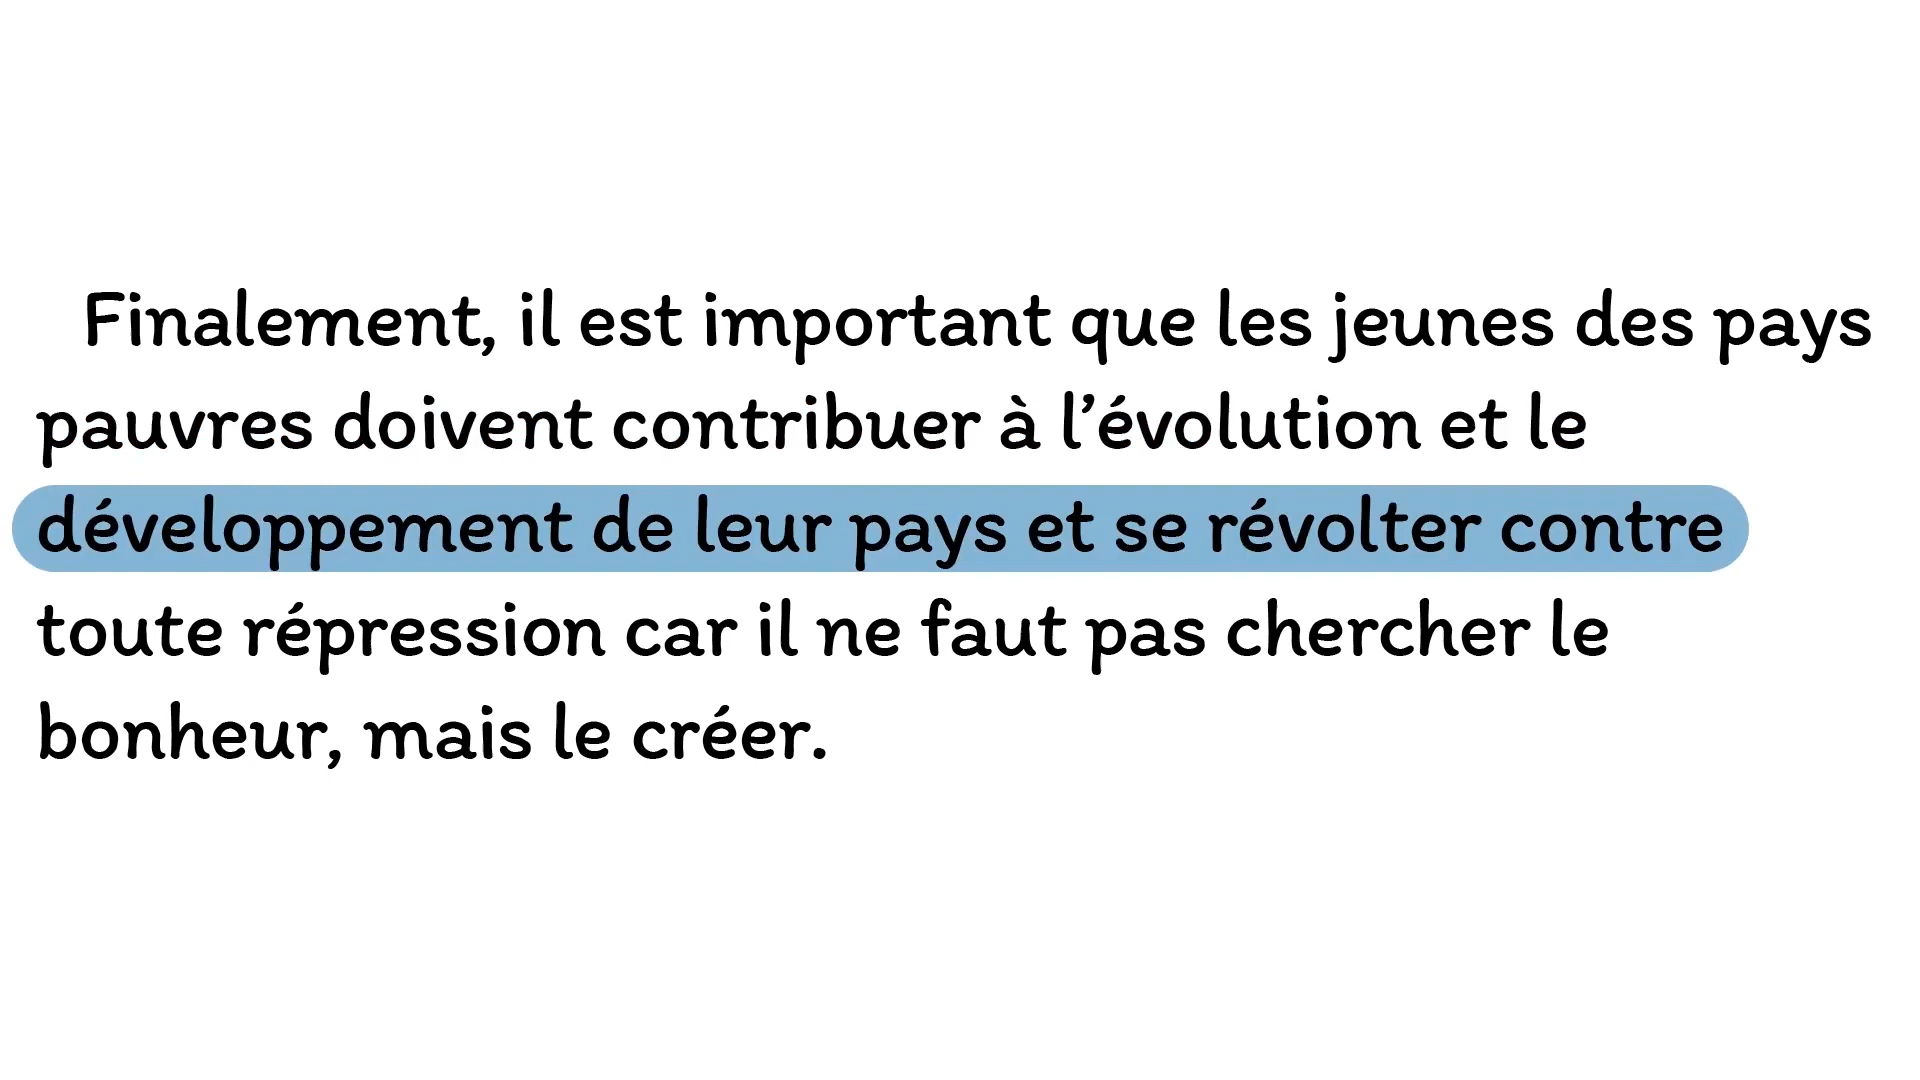 Finalement, il est important que les jeunes des pays
pauvres doivent contribuer à l’évolution et le
développement de leur pays et se révolter contre
toute répression car il ne faut pas chercher le
bonheur, mais le créer.